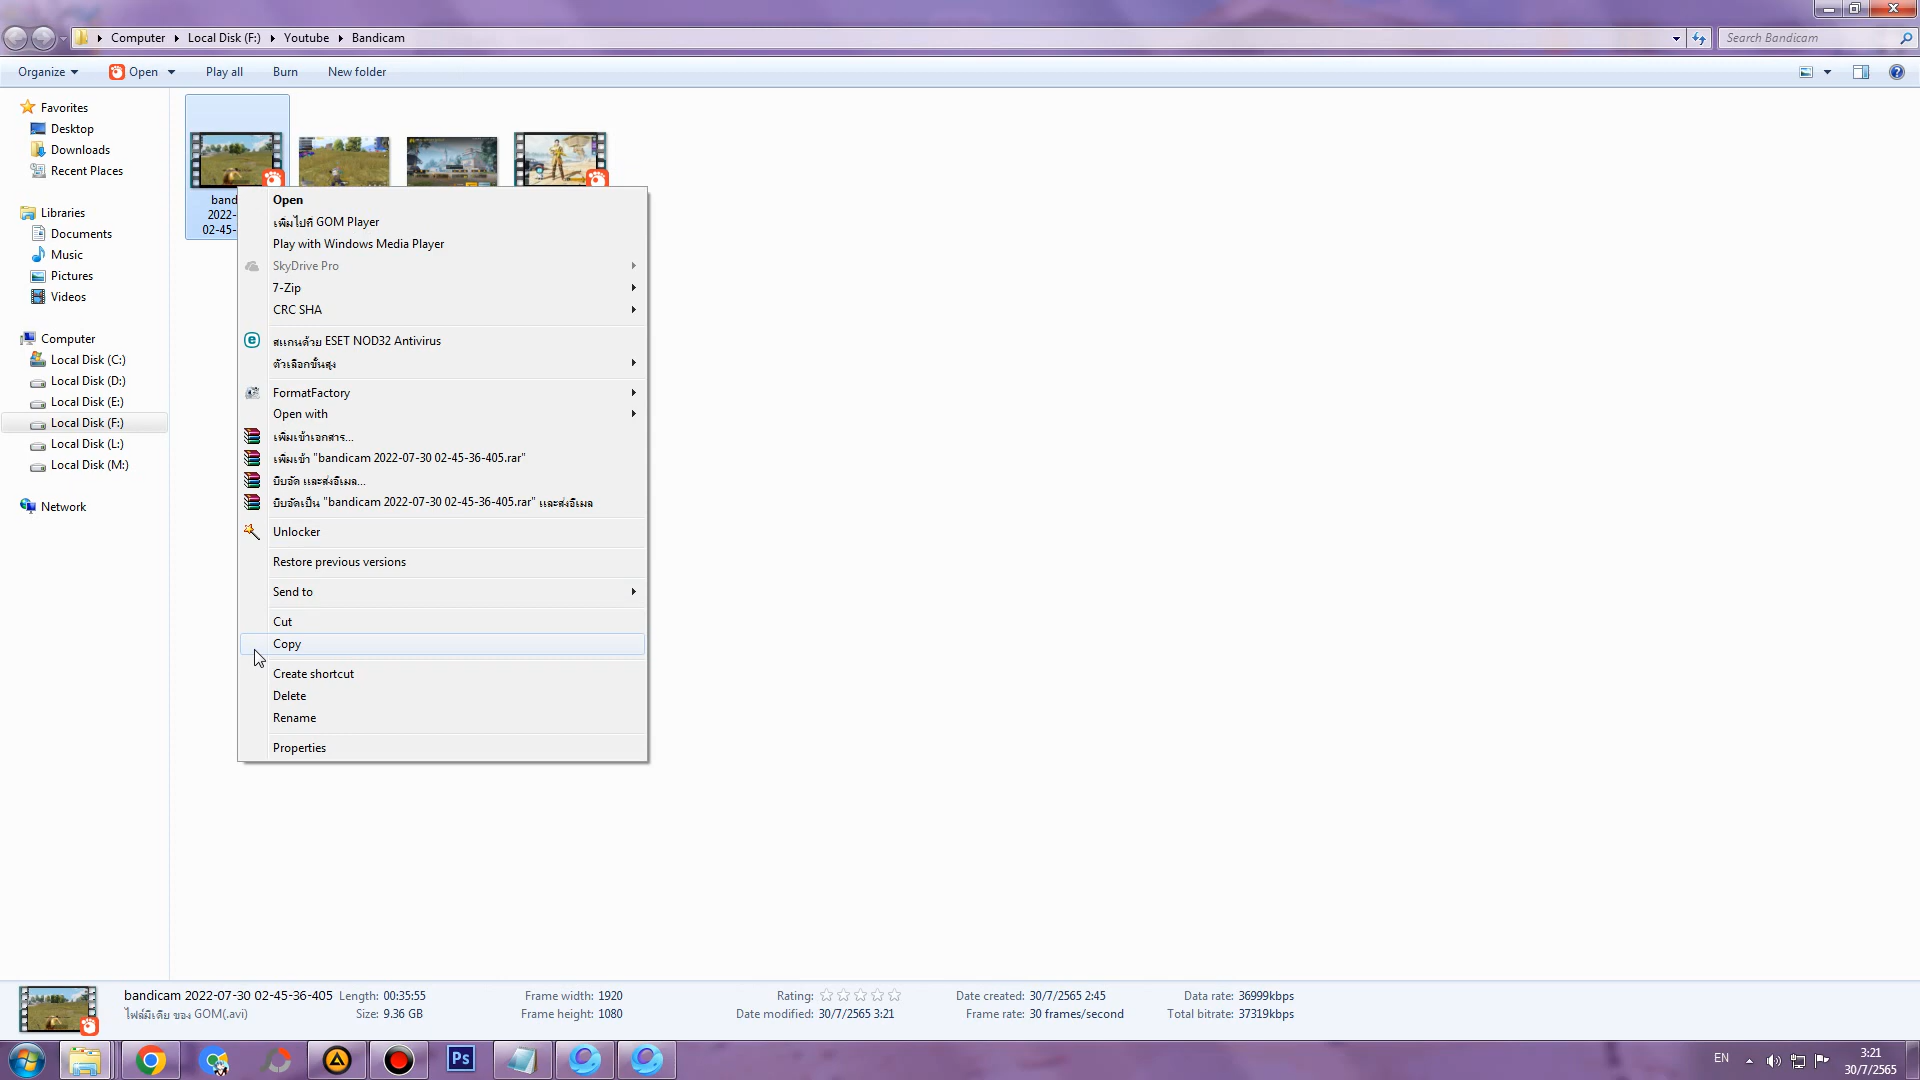 Computer Local Disk (F:) Youtube Bandicam
Search Bandicam
Organize Open Play all Burn New folder
Favorites
Desktop
Downloads
Recent Places
Libraries
Documents
Music
Pictures
Videos
Computer
Local Disk (C:)
Local Disk (D:)
Local Disk (E:)
Local Disk (F:)
Local Disk (L:)
Local Disk (M:)
Network
band
2022-
02-45-
Open
เพิ่มไปที่ GOM Player
Play with Windows Media Player
SkyDrive Pro
7-Zip
CRC SHA
สแกนด้วย ESET NOD32 Antivirus
ตัวเลือกขั้นสูง
FormatFactory
Open with
เพิ่มเข้าเอกสาร...
เพิ่มเข้า "bandicam 2022-07-30 02-45-36-405.rar"
บีบอัด และส่งอีเมล...
บีบอัดเป็น "bandicam 2022-07-30 02-45-36-405.rar" และส่งอีเมล
Unlocker
Restore previous versions
Send to
Cut
Copy
Create shortcut
Delete
Rename
Properties
bandicam 2022-07-30 02-45-36-405 Length: 00:35:55 Frame width: 1920 Rating: Date created: 30/7/2565 2:45 Data rate: 36999kbps
ไฟล์มีเดีย ของ GOM(.avi) Size: 9.36 GB Frame height: 1080 Date modified: 30/7/2565 3:21 Frame rate: 30 frames/second Total bitrate: 37319kbps
Ps
EN
3:21
30/7/2565